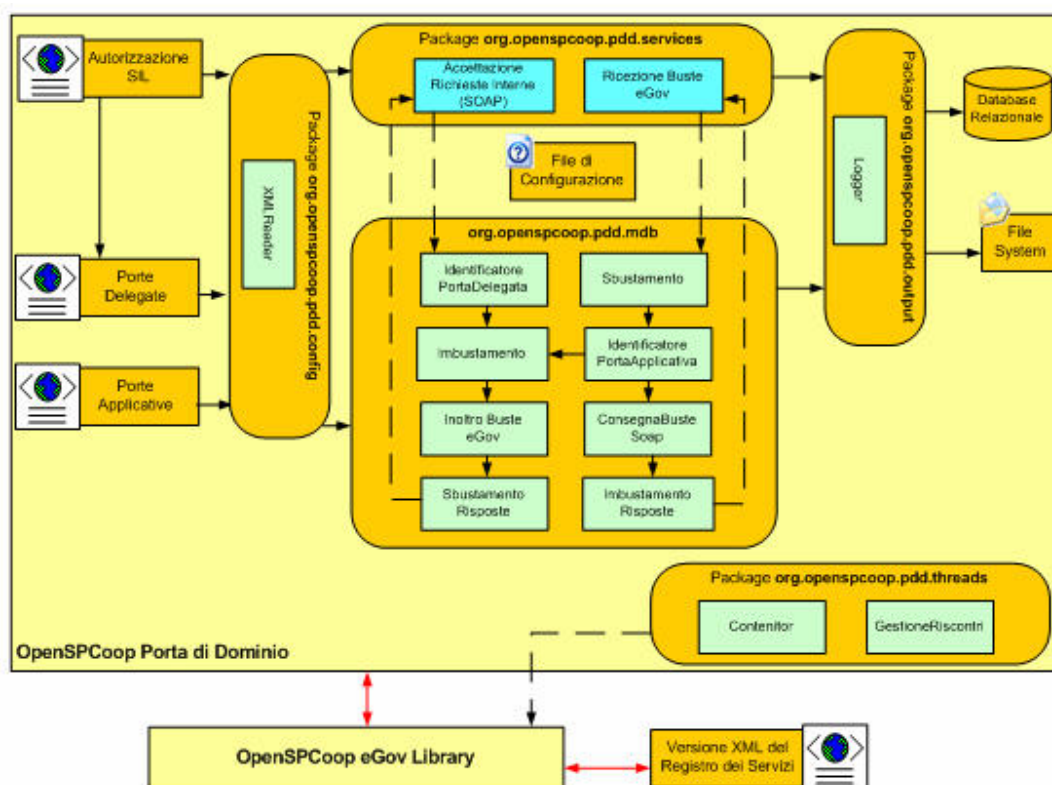 Autorizzazione
SIL
Porte
Delegate
Porte
Applicative
XMLReader
Package org.openspcoop.pdd.config
Package org.openspcoop.pdd.services
Accettazione
Richieste Interne
(SOAP)
Ricezione Buste
eGov
File di
Configurazione
org.openspcoop.pdd.mdb
Identificatore
PortaDelegata
Sbustamento
Imbustamento
Identificatore
PortaApplicativa
Inoltro Buste
eGov
ConsegnaBuste
Soap
Sbustamento
Risposte
Imbustamento
Risposte
Logger
Package org.openspcoop.pdd.output
Database
Relazionale
File
System
Package org.openspcoop.pdd.threads
Contenitor
GestioneRiscontri
OpenSPCoop Porta di Dominio
OpenSPCoop eGov Library
Versione XML del
Registro dei Servizi